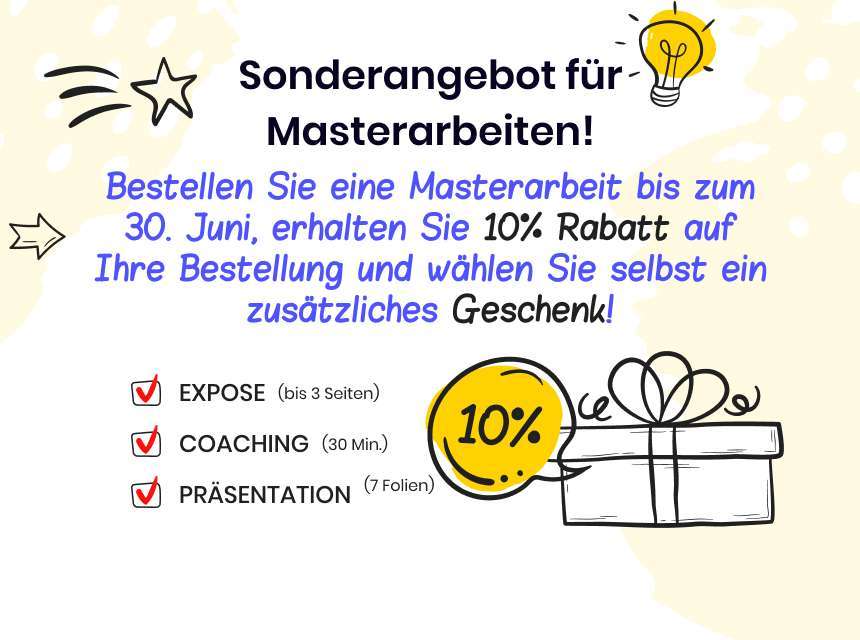 Sonderangebot für
Masterarbeiten!
Bestellen Sie eine Masterarbeit bis zum
30. Juni, erhalten Sie 10% Rabatt auf
Ihre Bestellung und wählen Sie selbst ein
zusätzliches Geschenk!
EXPOSE (bis 3 Seiten)
COACHING (30 Min.)
PRÄSENTATION (7 Folien)
10%